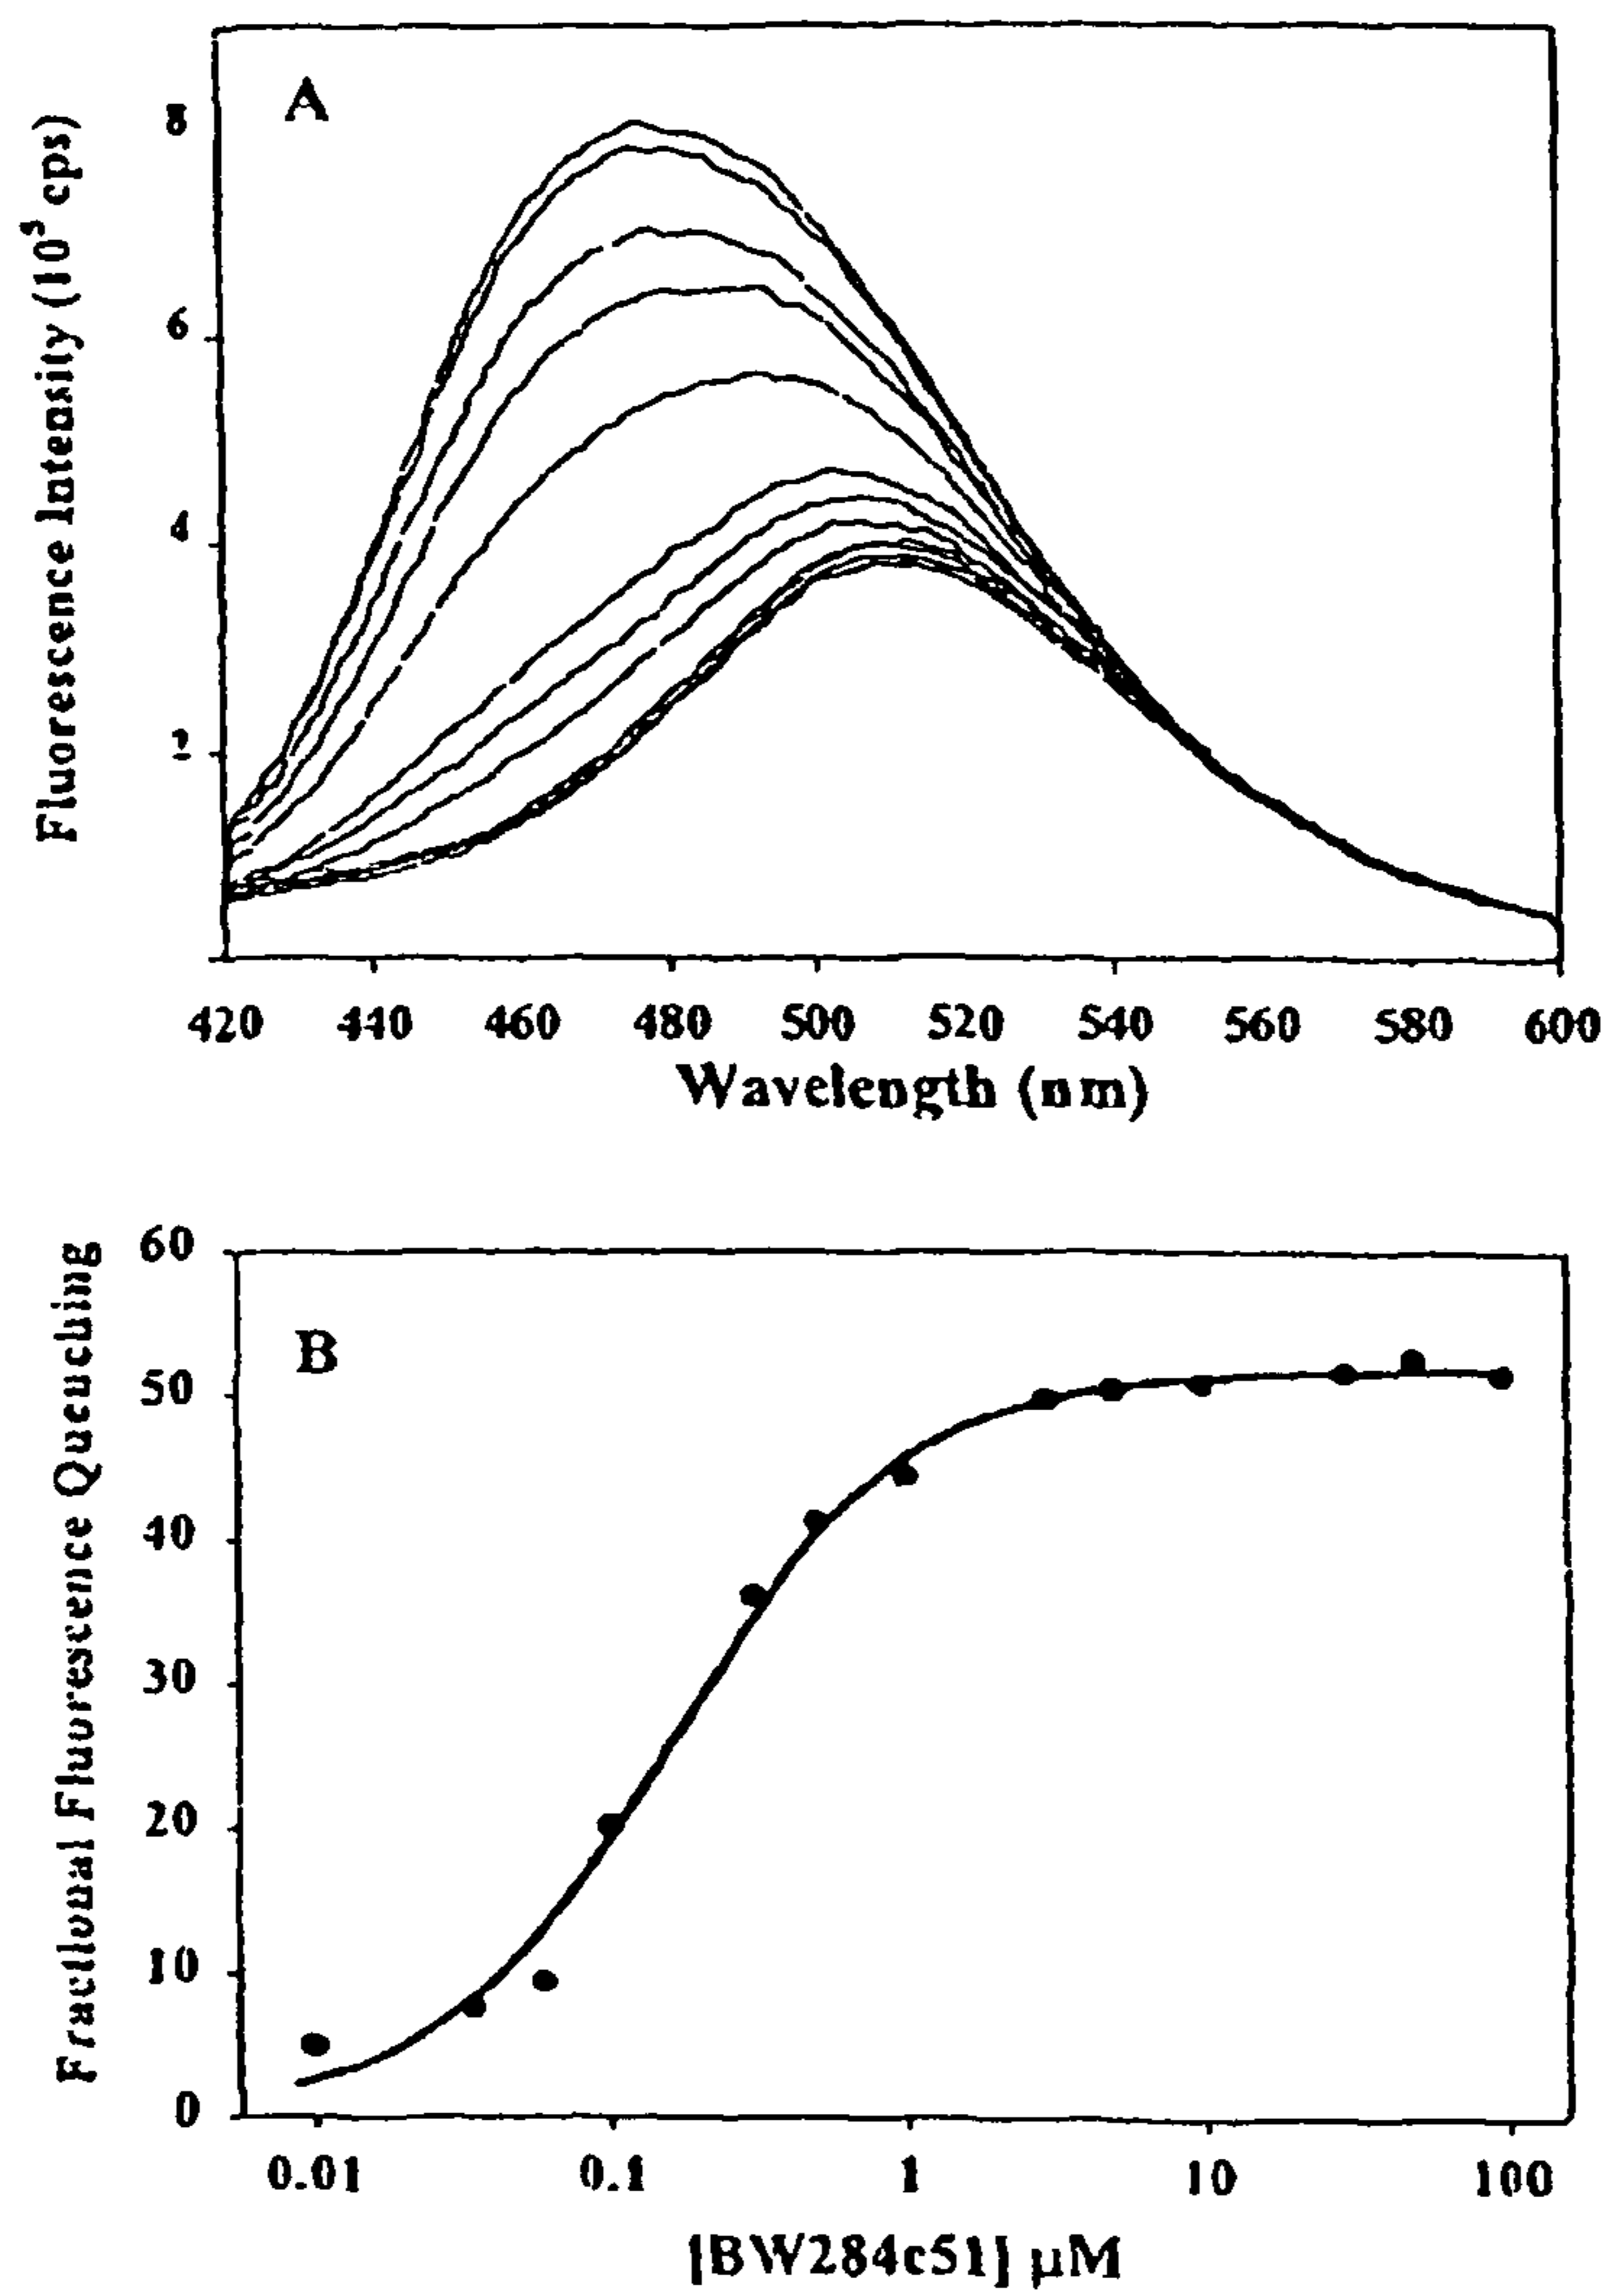 A
Fluorescence Intensity (10⁵ cps)
8
6
4
2
420 440 460 480 500 520 540 560 580 600
Wavelength (nm)
B
Fractional Fluorescence Quenching
60
50
40
30
20
10
0
0.01 0.1 1 10 100
[BW284c51] µM